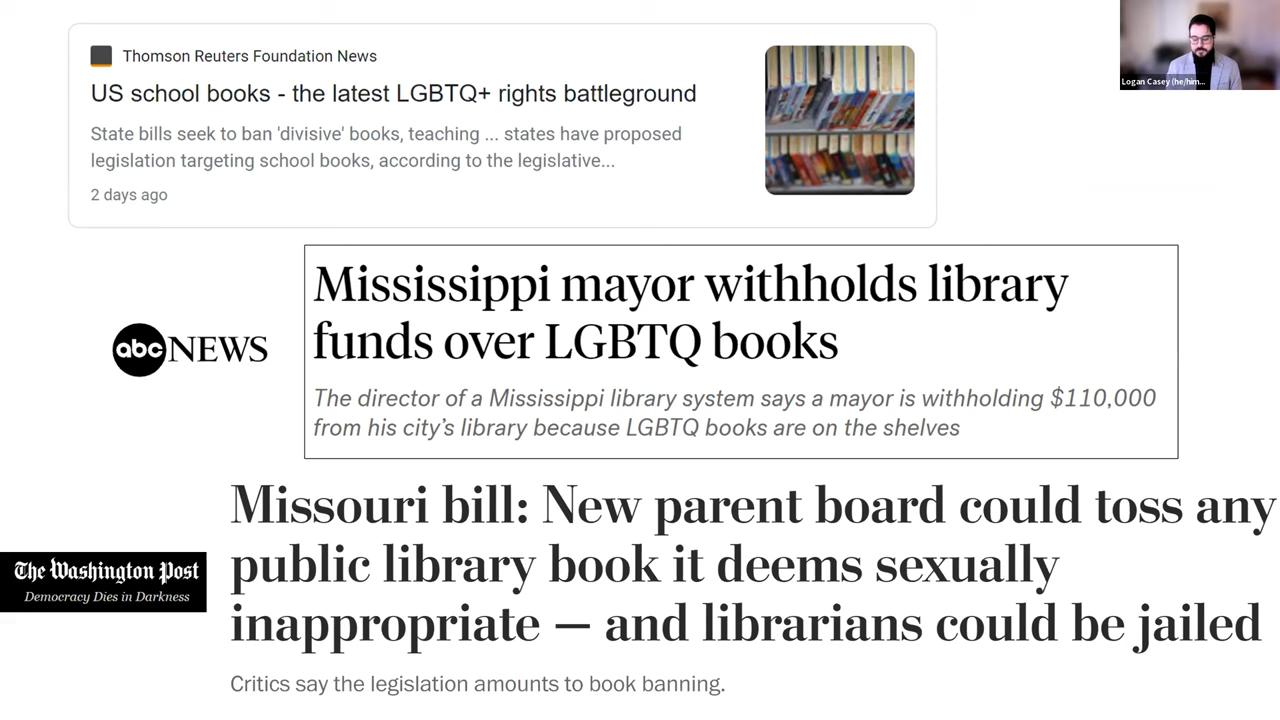 Thomson Reuters Foundation News
US school books - the latest LGBTQ+ rights battleground
State bills seek to ban 'divisive' books, teaching ... states have proposed
legislation targeting school books, according to the legislative...
2 days ago
Logan Casey (he/him...
abc NEWS
Mississippi mayor withholds library
funds over LGBTQ books
The director of a Mississippi library system says a mayor is withholding $110,000
from his city’s library because LGBTQ books are on the shelves
The Washington Post
Democracy Dies in Darkness
Missouri bill: New parent board could toss any
public library book it deems sexually
inappropriate — and librarians could be jailed
Critics say the legislation amounts to book banning.